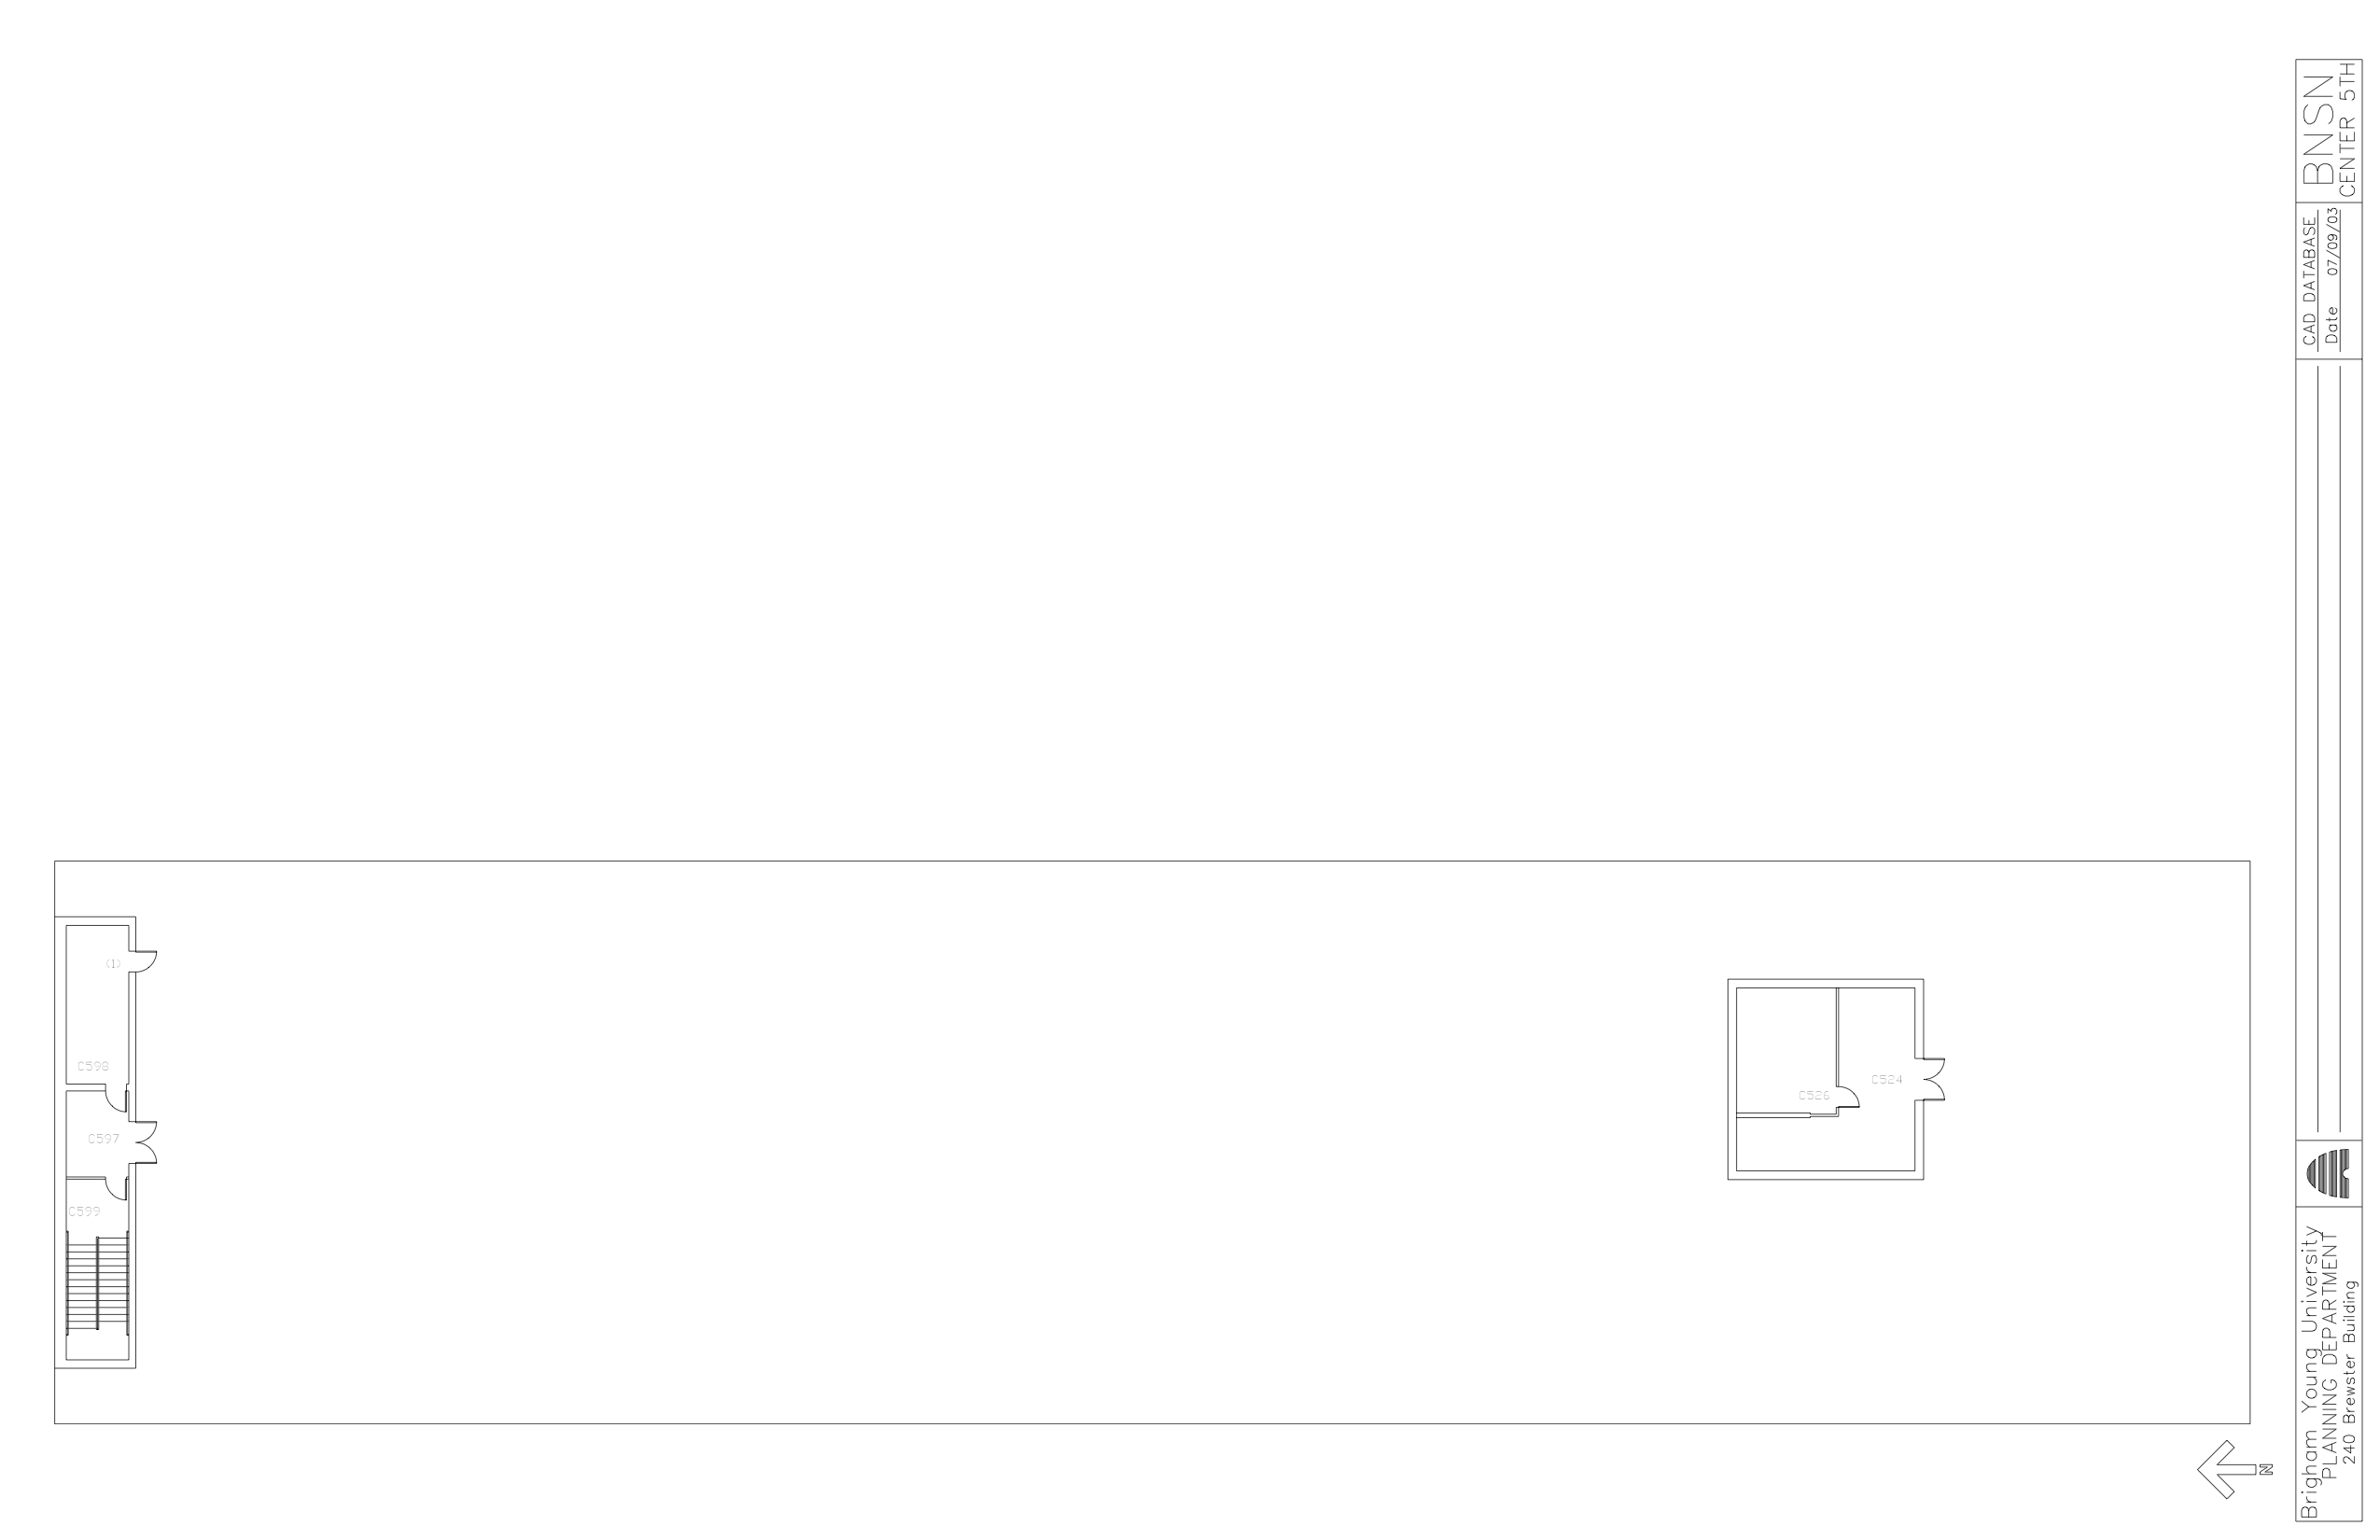 BNSN
CENTER 5TH
CAD DATABASE
Date 07/09/03
Brigham Young University
PLANNING DEPARTMENT
240 Brewster Building
(1)
C598
C597
C599
C526
C524
N